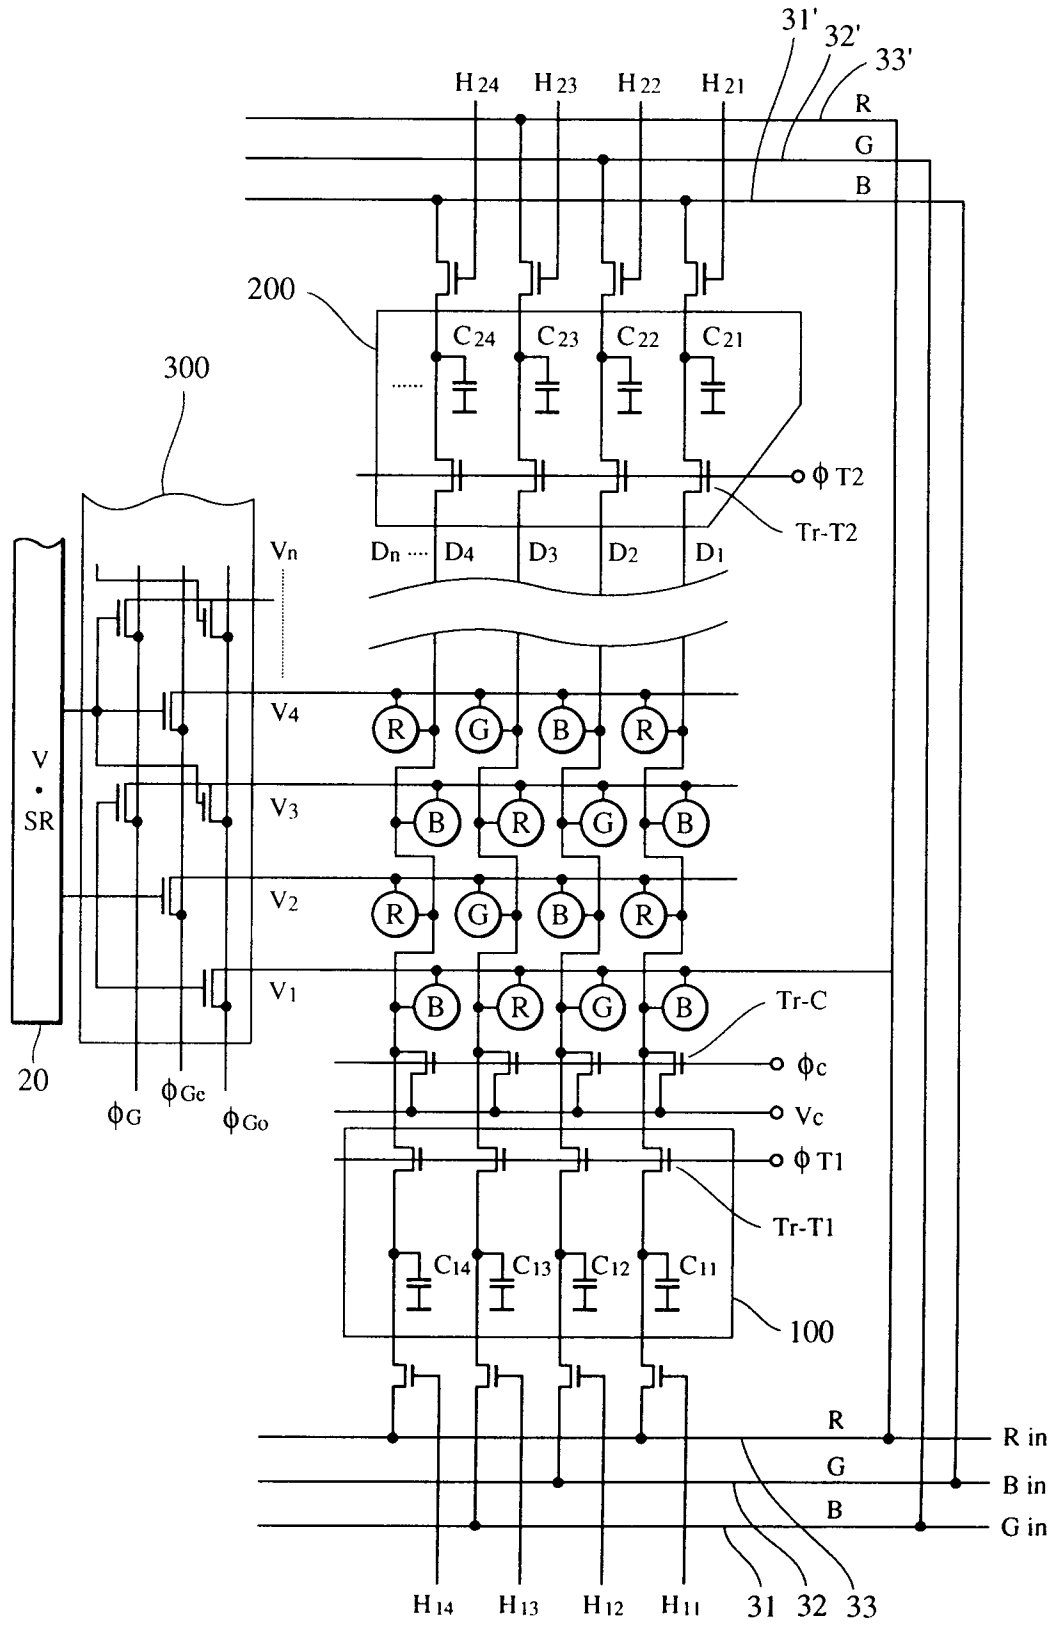 31'
32'
33'
H24 H23 H22 H21
R
G
B
200
C24 C23 C22 C21
......
300
ϕ T2
Tr-T2
Vn
Dn .... D4 D3 D2 D1
V4
R G B R
V
·
SR
V3
B R G B
V2
R G B R
V1
B R G B
Tr-C
20
ϕG ϕGe ϕGo
ϕc
Vc
ϕ T1
Tr-T1
C14 C13 C12 C11
100
R
R in
G
B in
B
G in
H14 H13 H12 H11
31 32 33